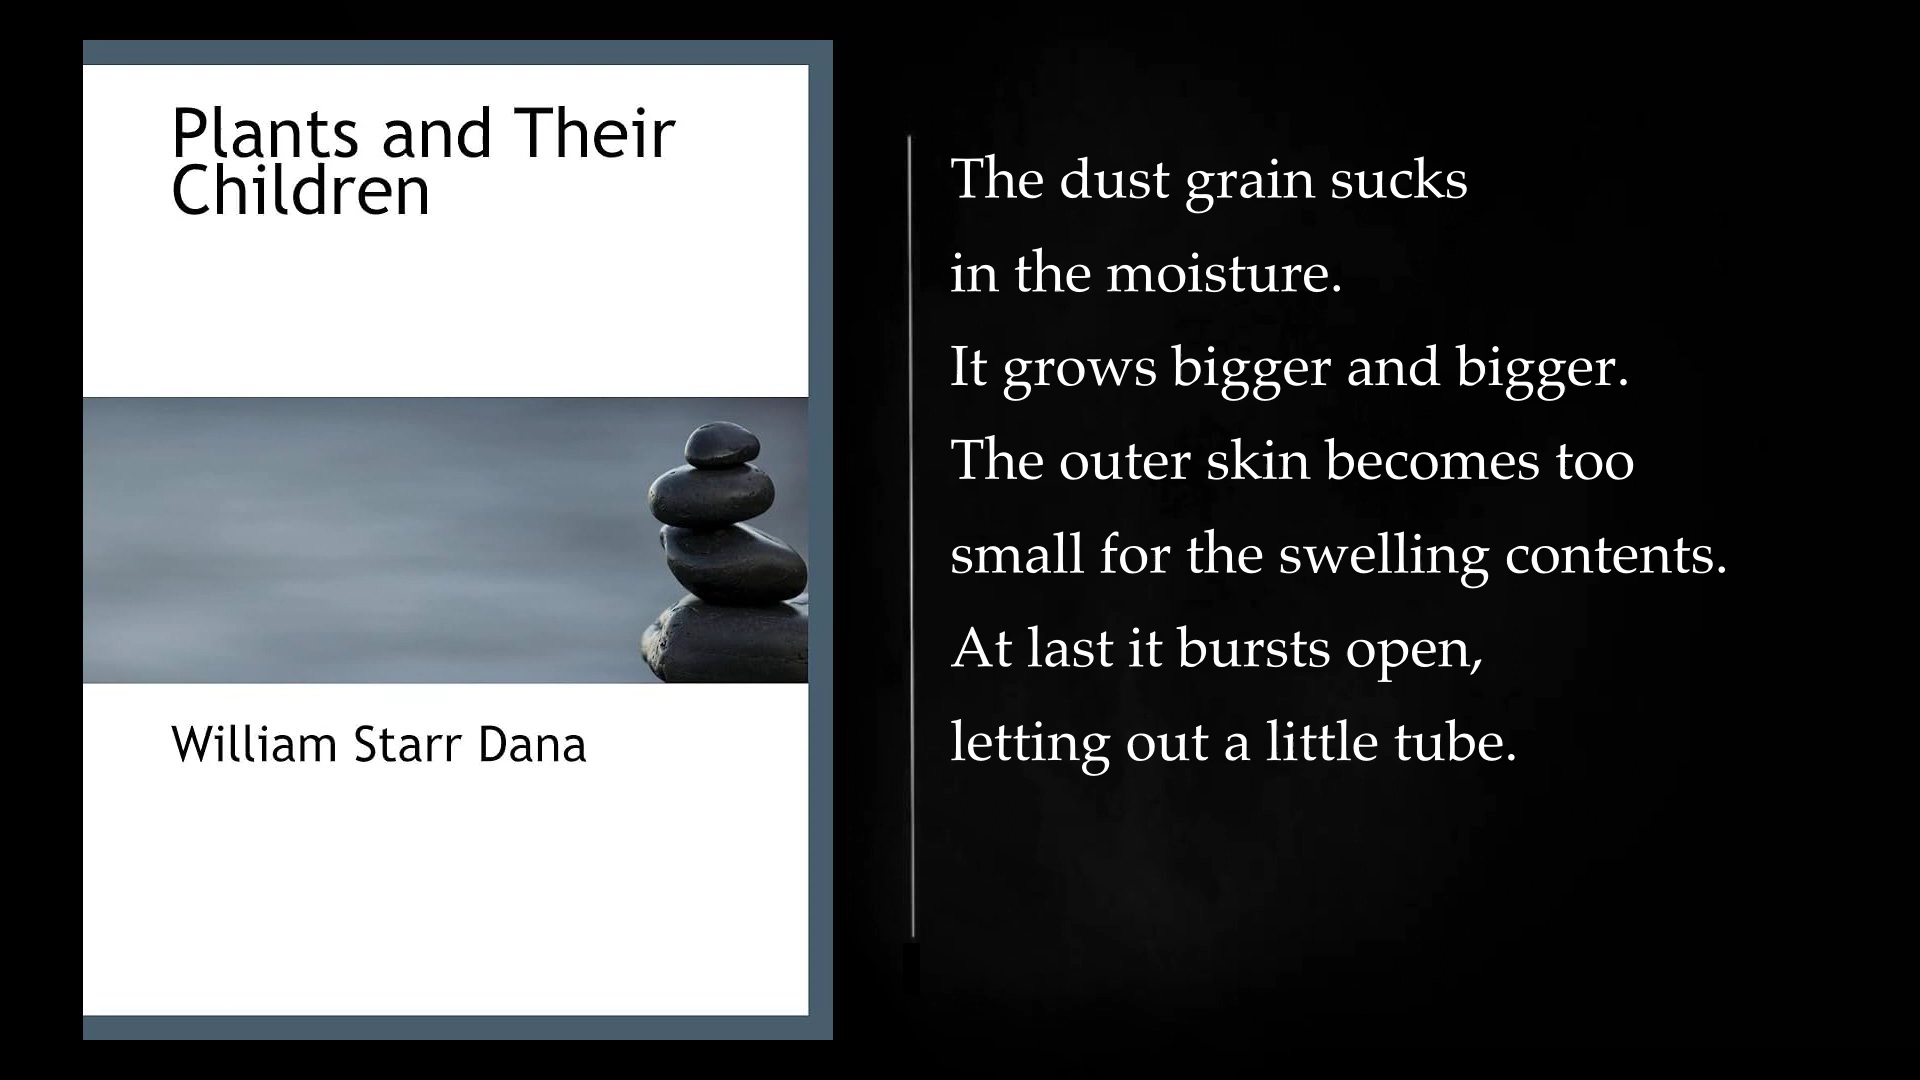 Plants and Their
Children
William Starr Dana
The dust grain sucks
in the moisture.
It grows bigger and bigger.
The outer skin becomes too
small for the swelling contents.
At last it bursts open,
letting out a little tube.